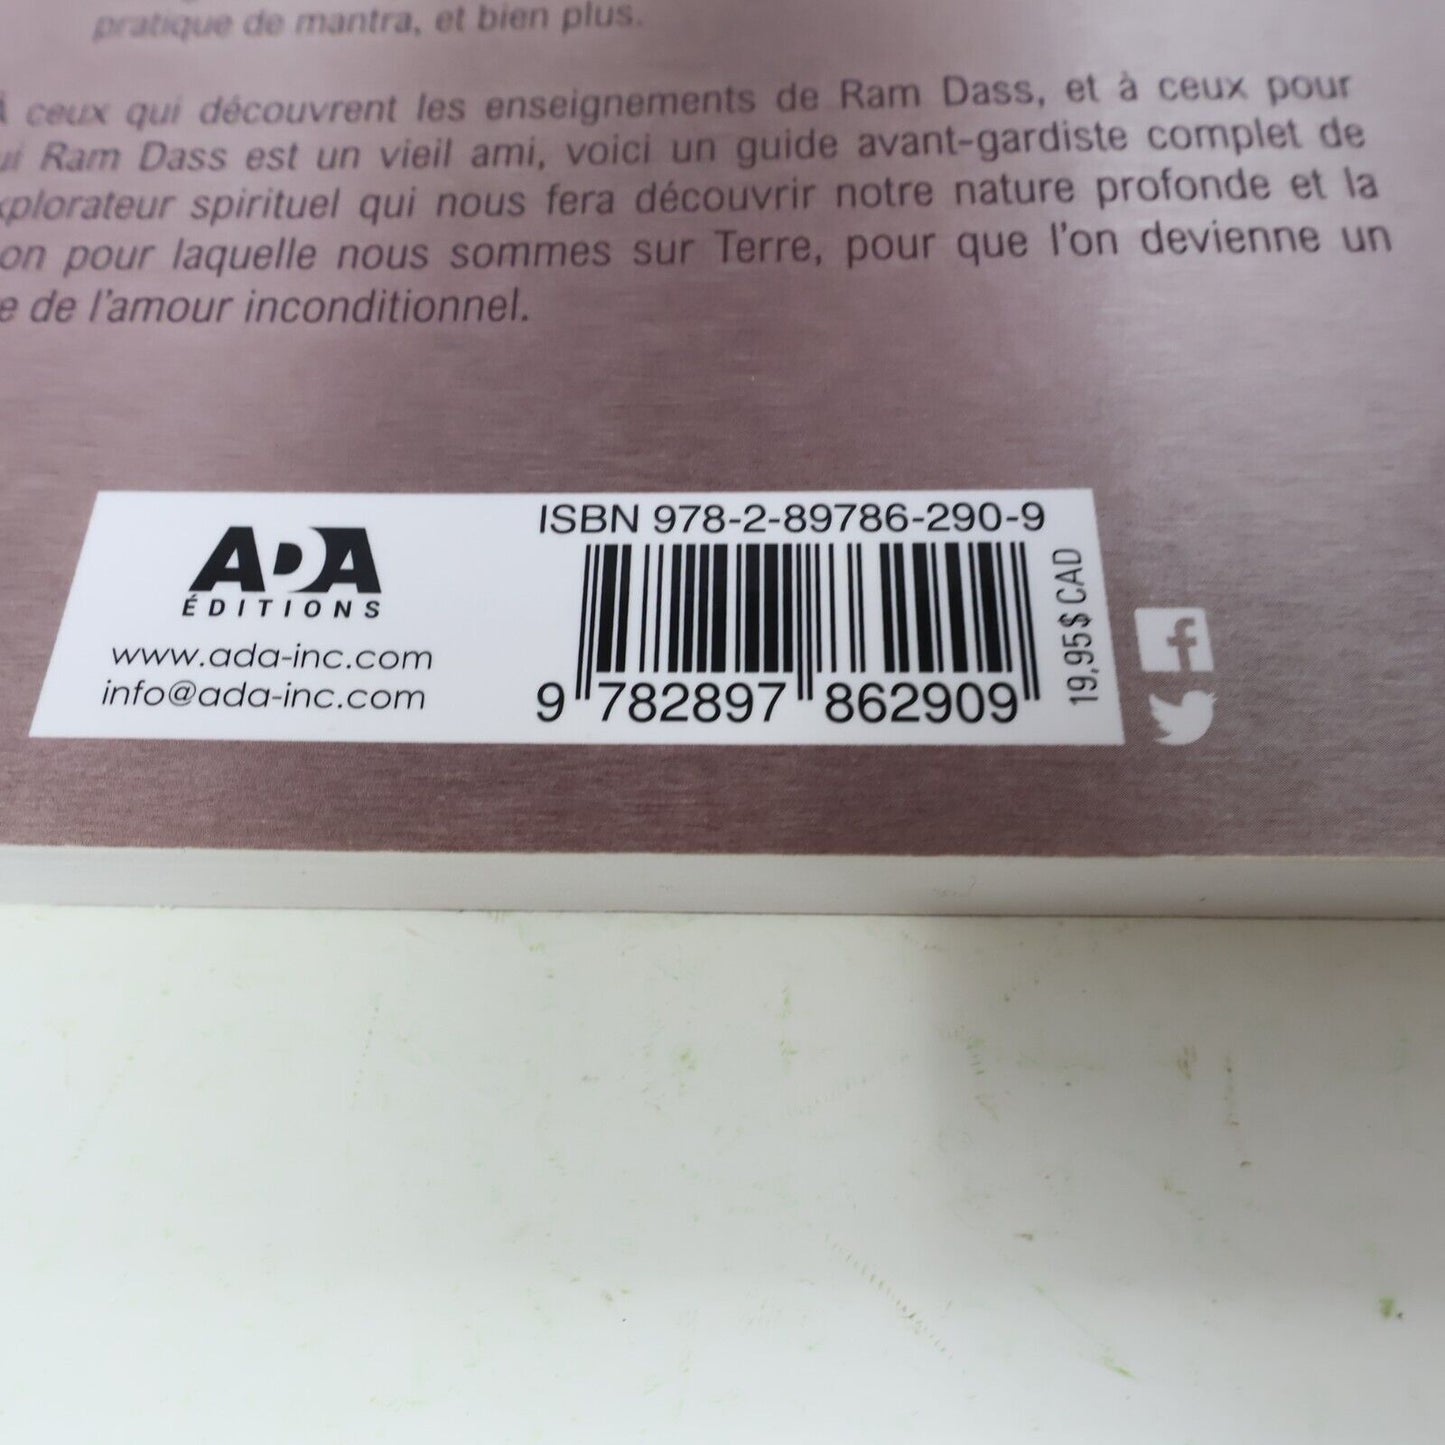 pratique de mantra, et bien plus.
À ceux qui découvrent les enseignements de Ram Dass, et à ceux pour
Ram Dass est un vieil ami, voici un guide avant-gardiste complet de
xplorateur spirituel qui nous fera découvrir notre nature profonde et la
on pour laquelle nous sommes sur Terre, pour que l'on devienne un
e de l'amour inconditionnel.
ADA
ÉDITIONS
www.ada-inc.com
info@ada-inc.com
ISBN 978-2-89786-290-9
9 782897 862909
19,95$ CAD